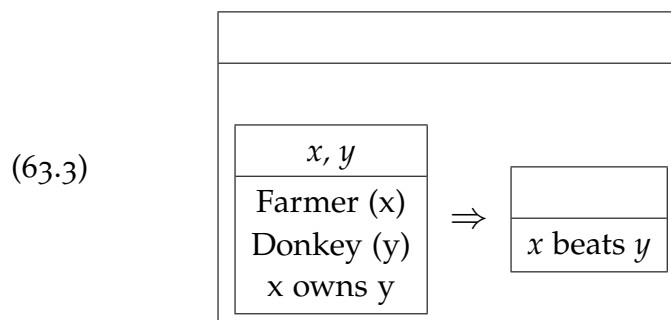 (63.3)
x, y
Farmer (x)
Donkey (y)
x owns y
⇒
x beats y